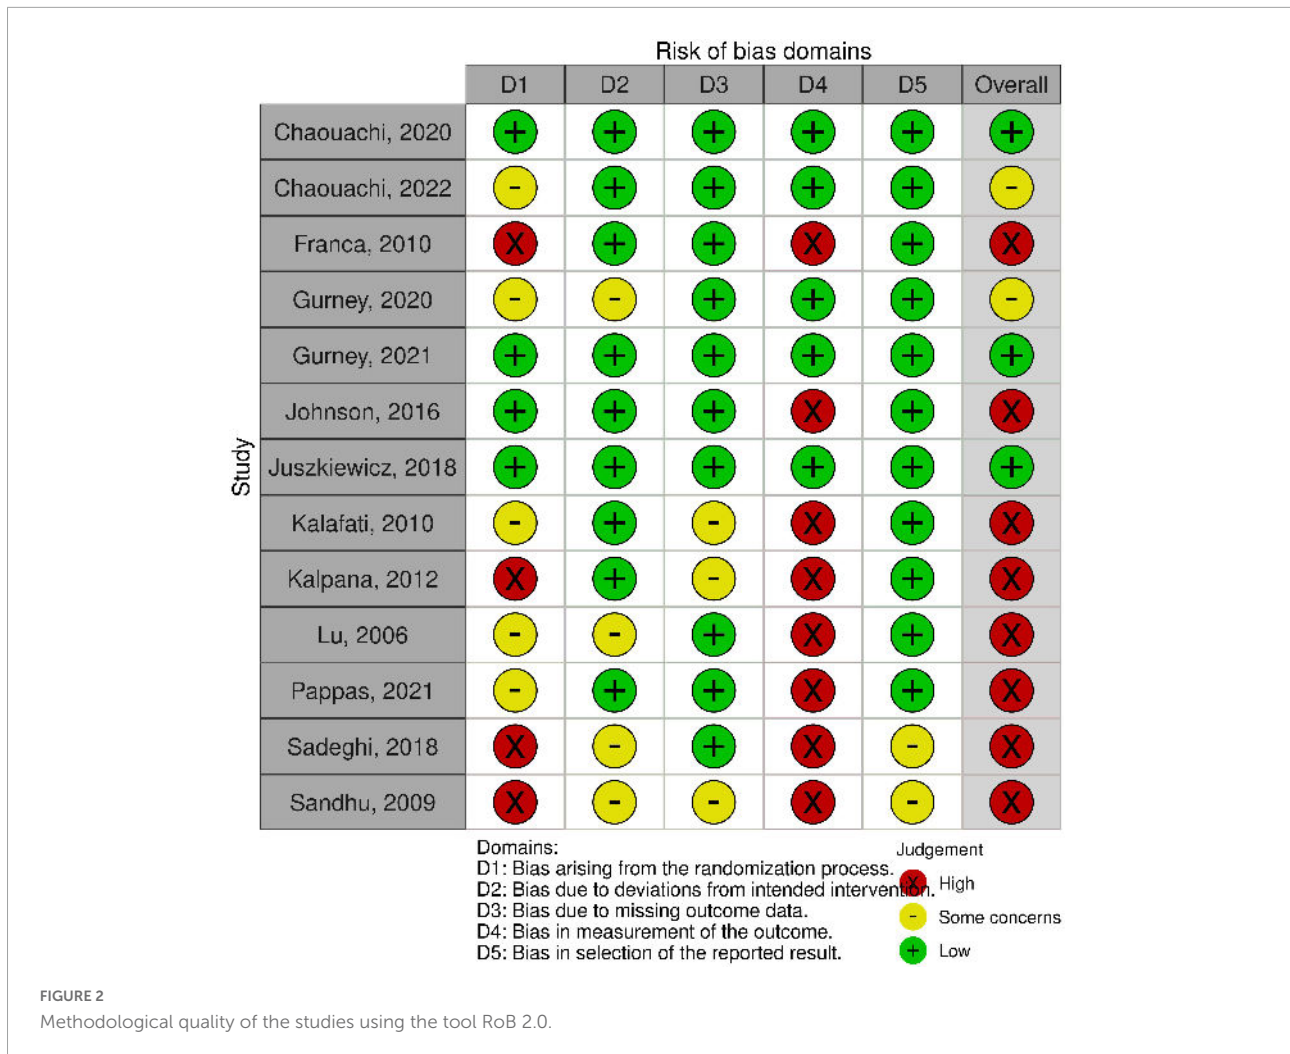 Risk of bias domains
D1 D2 D3 D4 D5 Overall
Study
Chaouachi, 2020 + + + + + +
Chaouachi, 2022 - + + + + -
Franca, 2010 X + + X + X
Gurney, 2020 - - + + + -
Gurney, 2021 + + + + + +
Johnson, 2016 + + + X + X
Juszkiewicz, 2018 + + + + + +
Kalafati, 2010 - + - X + X
Kalpana, 2012 X + - X + X
Lu, 2006 - - + X + X
Pappas, 2021 - + + X + X
Sadeghi, 2018 X - + X - X
Sandhu, 2009 X - - X - X
Domains:
D1: Bias arising from the randomization process.
D2: Bias due to deviations from intended intervention.
D3: Bias due to missing outcome data.
D4: Bias in measurement of the outcome.
D5: Bias in selection of the reported result.
Judgement
X High
- Some concerns
+ Low
FIGURE 2
Methodological quality of the studies using the tool RoB 2.0.